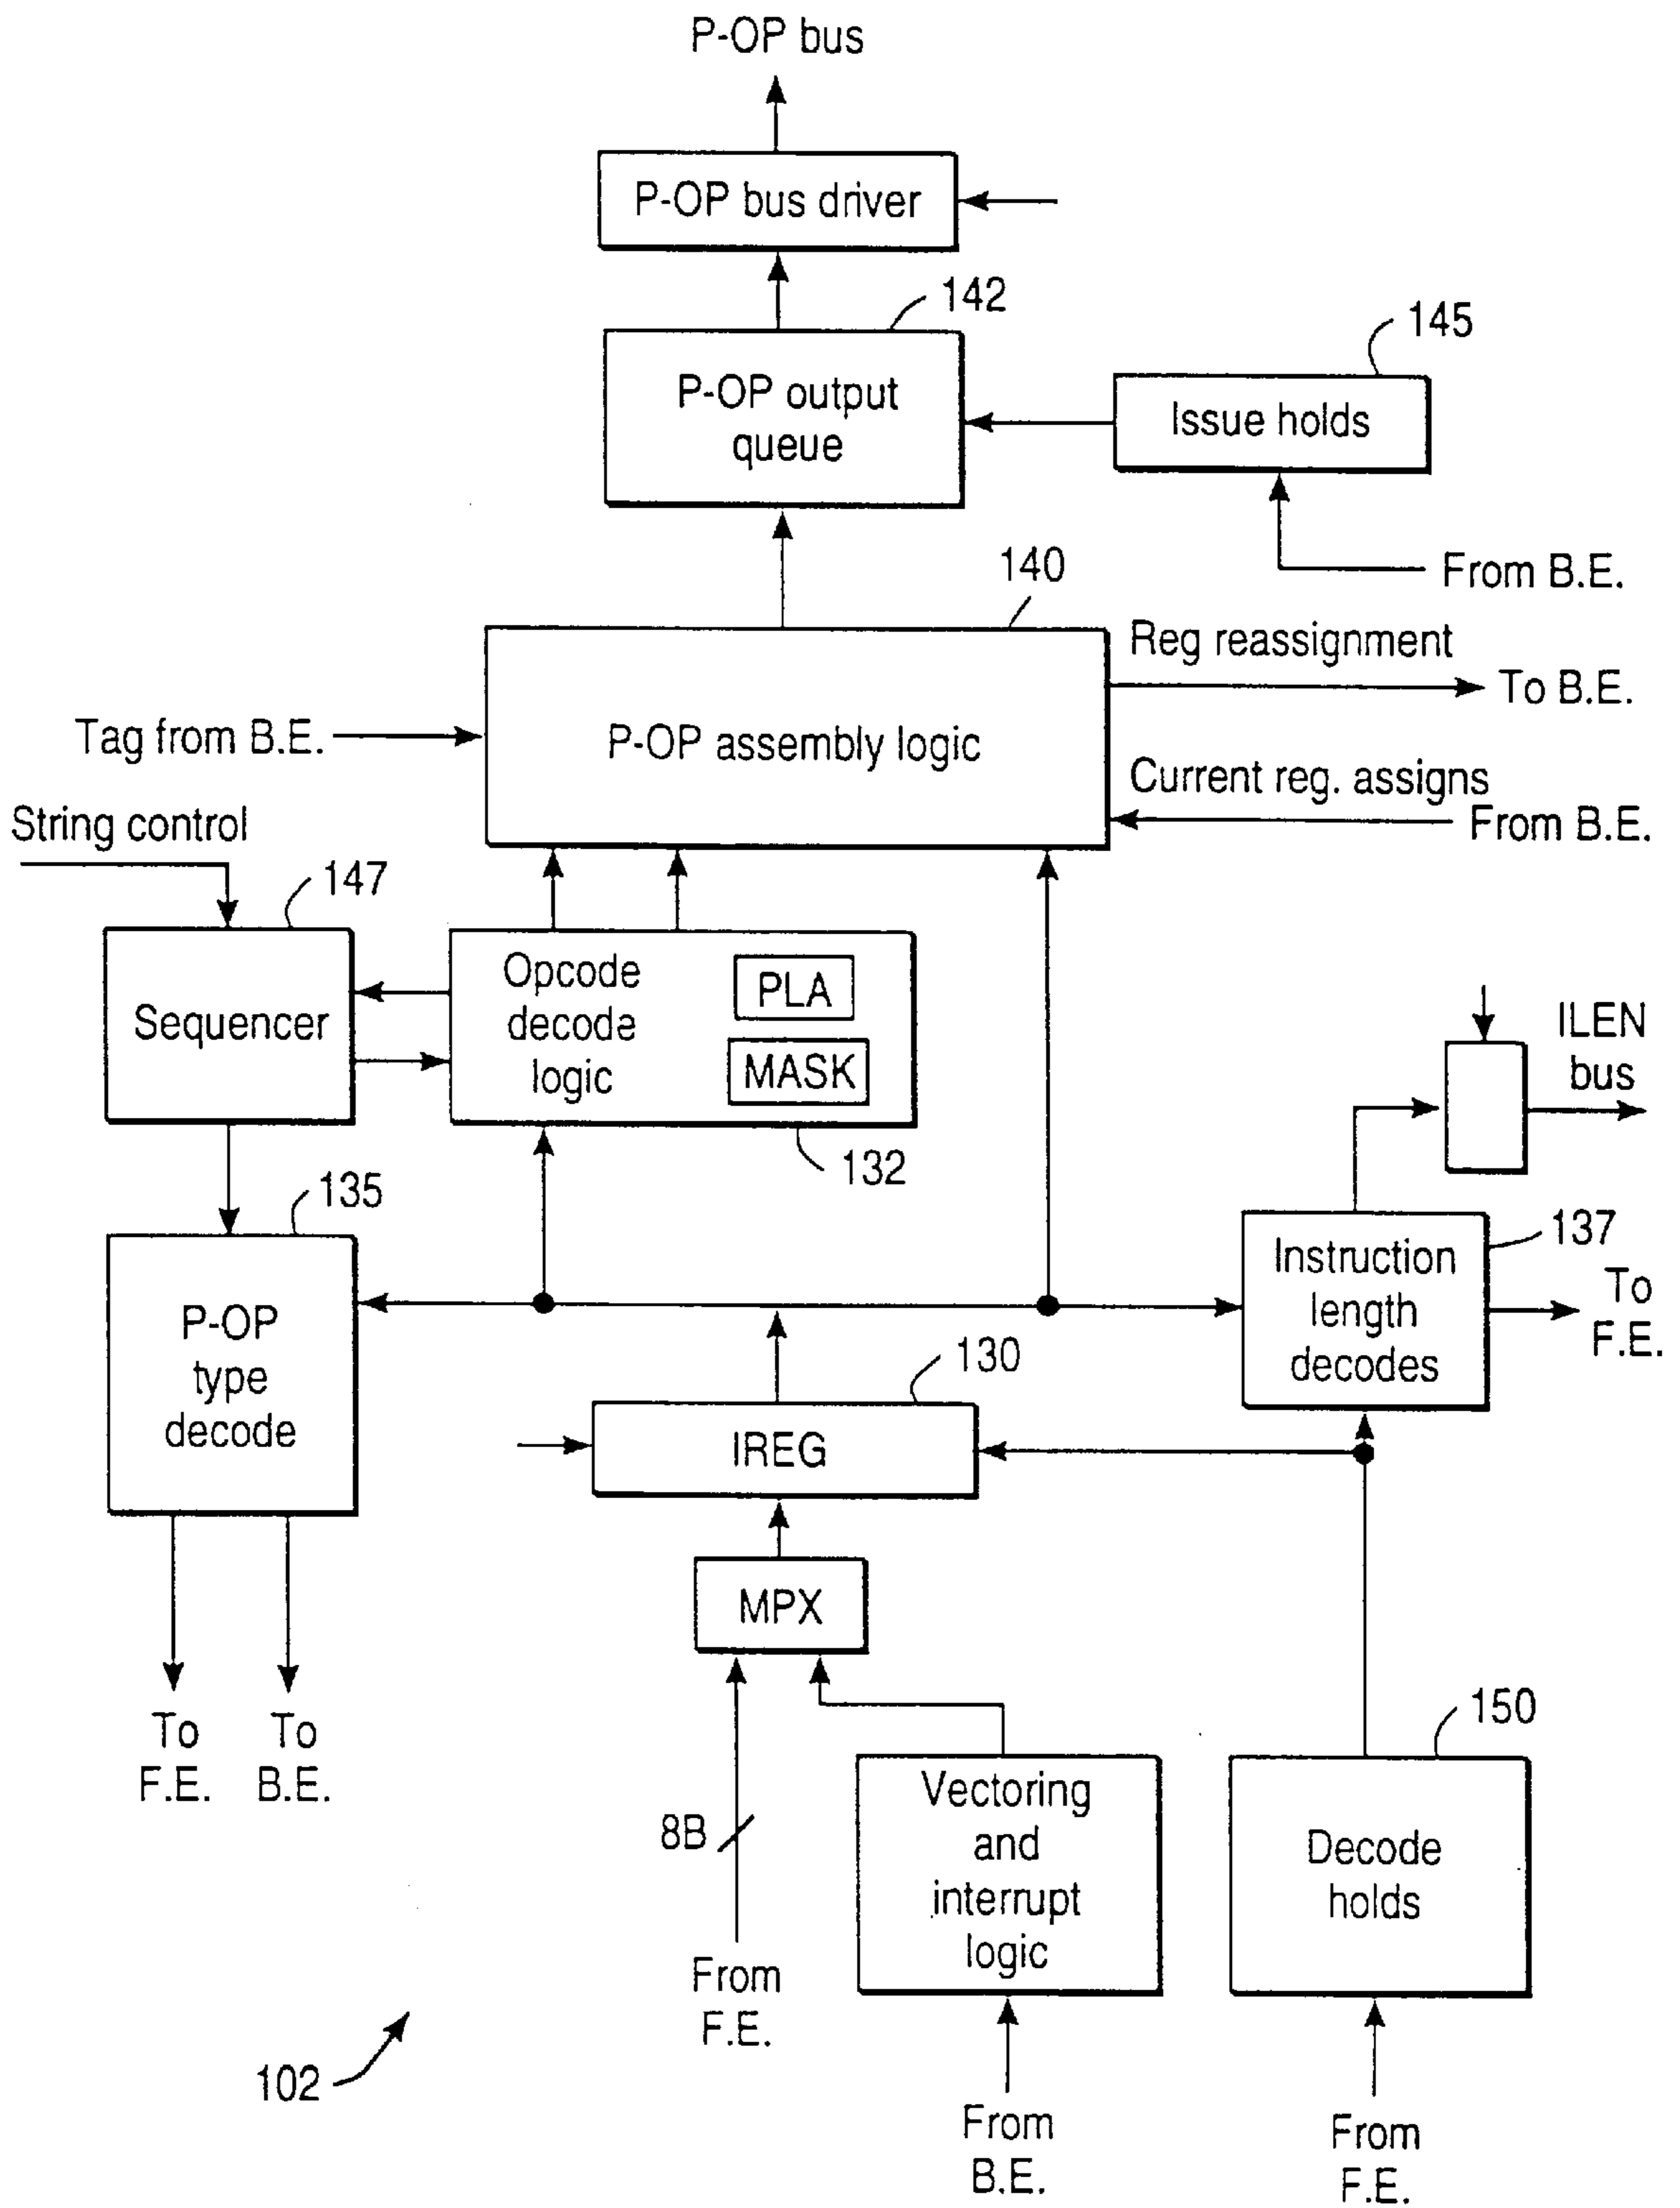 P-OP bus
P-OP bus driver
142
P-OP output
queue
145
Issue holds
From B.E.
140
Reg reassignment
To B.E.
Tag from B.E.
P-OP assembly logic
Current reg. assigns
From B.E.
String control
147
Sequencer
Opcode
decode
logic
PLA
MASK
132
ILEN
bus
135
P-OP
type
decode
137
Instruction
length
decodes
To
F.E.
130
IREG
MPX
To
F.E.
To
B.E.
150
8B
Vectoring
and
interrupt
logic
Decode
holds
From
F.E.
102
From
B.E.
From
F.E.